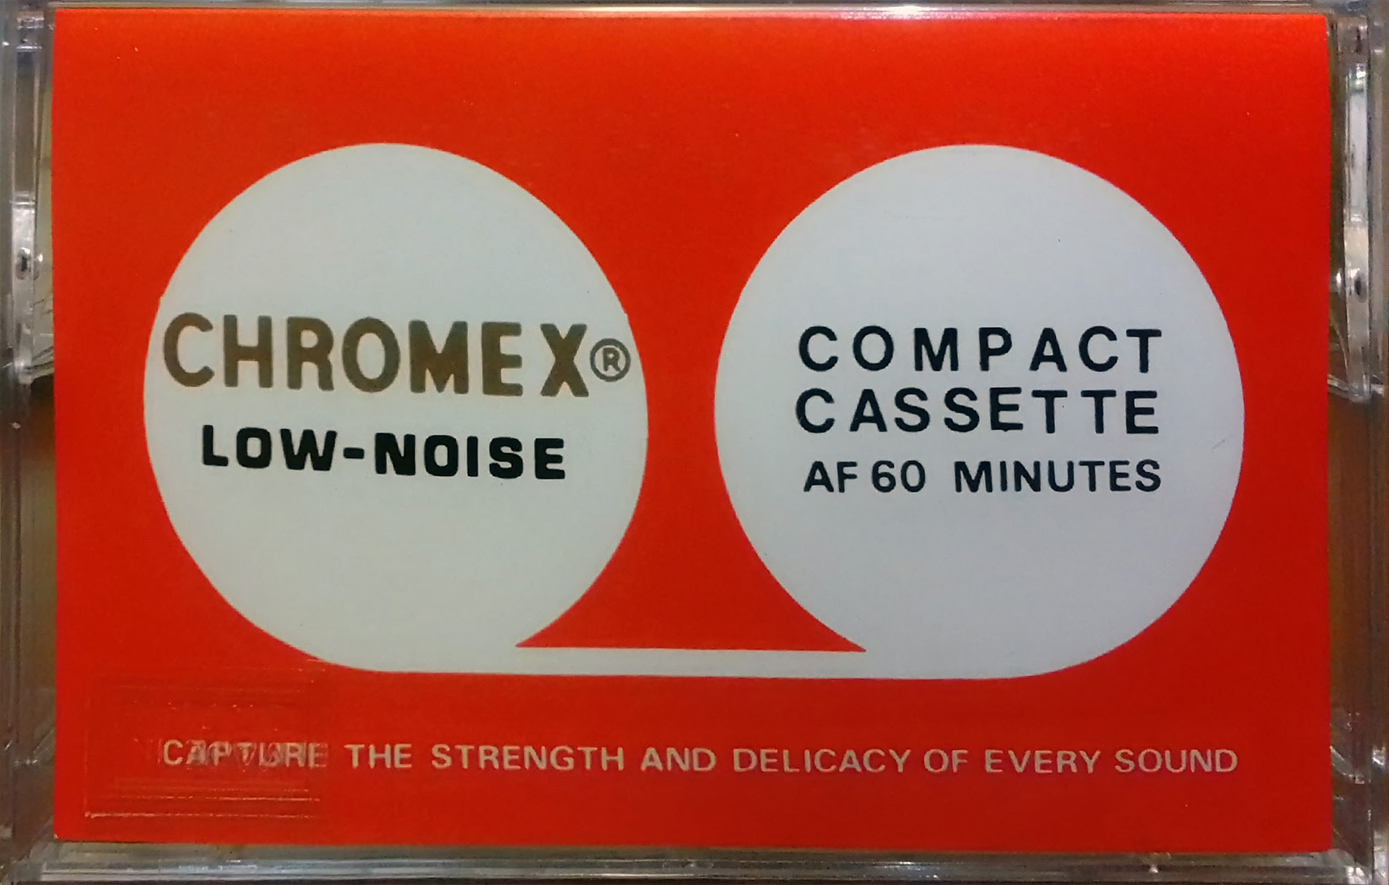 CHROMEX®
LOW-NOISE
COMPACT
CASSETTE
AF 60 MINUTES
CAPTURE THE STRENGTH AND DELICACY OF EVERY SOUND